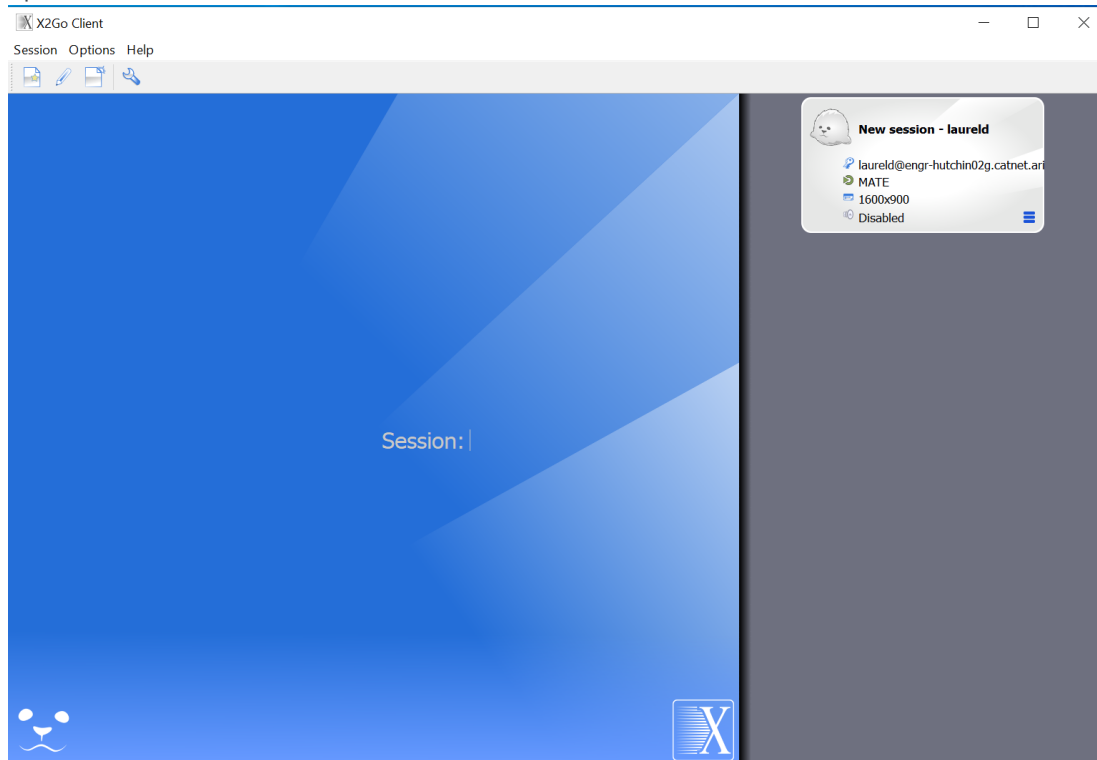 X2Go Client
Session Options Help
New session - laureld
laureld@engr-hutchin02g.catnet.ari
MATE
1600x900
Disabled
Session:
X